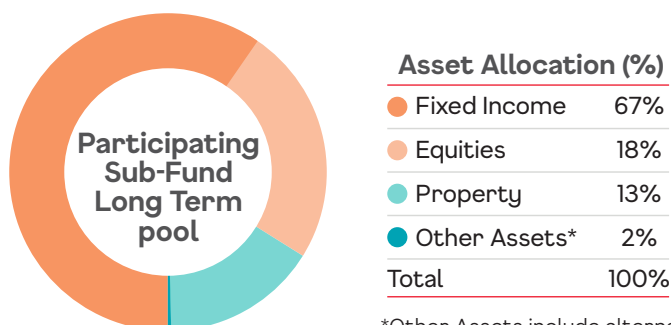 Participating
Sub-Fund
Long Term
pool
Asset Allocation (%)
Fixed Income 67%
Equities 18%
Property 13%
Other Assets* 2%
Total 100%
*Other Assets include